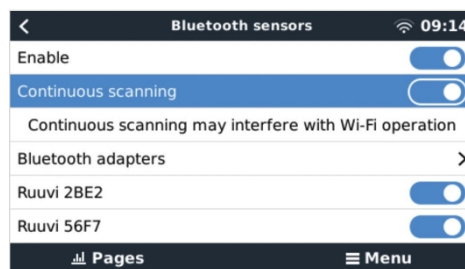 Bluetooth sensors 09:14
Enable
Continuous scanning
Continuous scanning may interfere with Wi-Fi operation
Bluetooth adapters
Ruuvi 2BE2
Ruuvi 56F7
Pages Menu